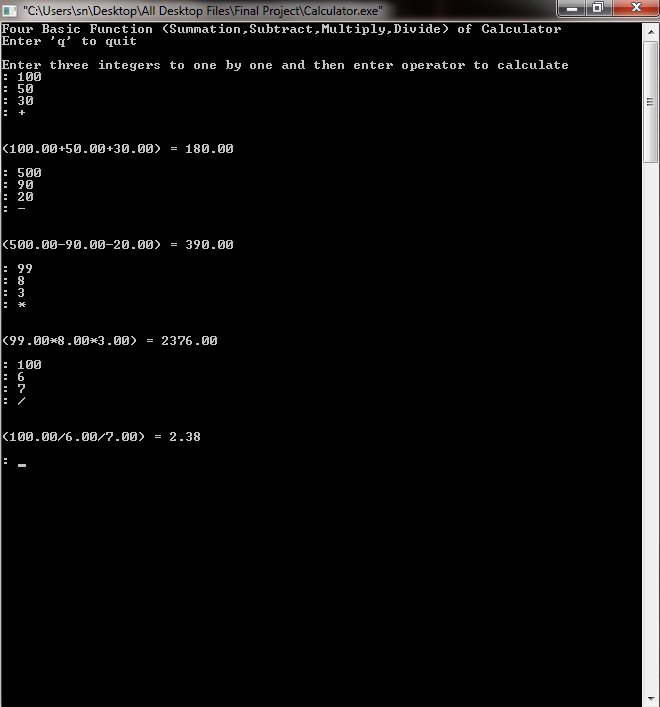 "C:\Users\sn\Desktop\All Desktop Files\Final Project\Calculator.exe"
Four Basic Function (Summation,Subtract,Multiply,Divide) of Calculator
Enter 'q' to quit
Enter three integers to one by one and then enter operator to calculate
: 100
: 50
: 30
: +
(100.00+50.00+30.00) = 180.00
: 500
: 90
: 20
: -
(500.00-90.00-20.00) = 390.00
: 99
: 8
: 3
: *
(99.00*8.00*3.00) = 2376.00
: 100
: 6
: 7
: /
(100.00/6.00/7.00) = 2.38
: _